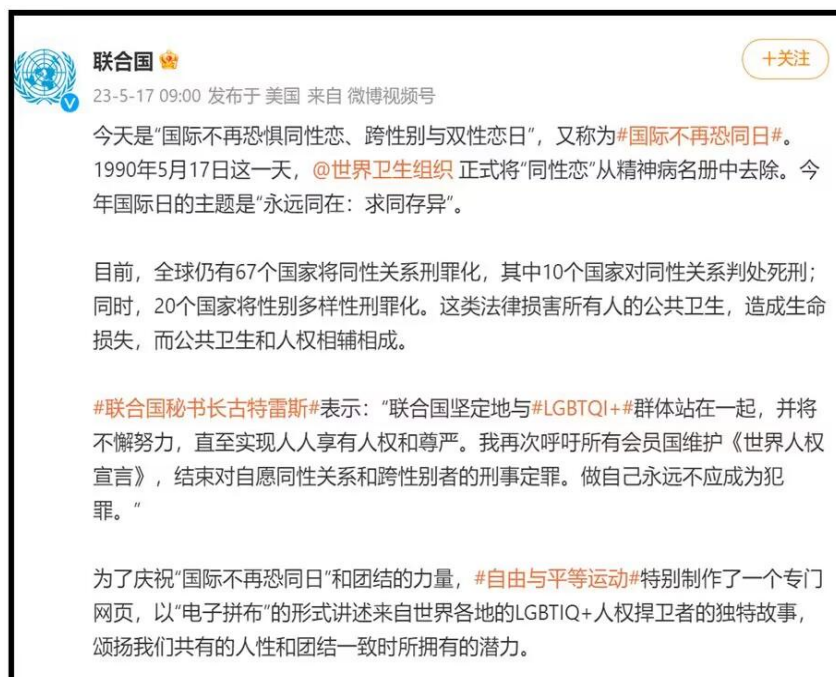 联合国
+关注
23-5-17 09:00 发布于 美国 来自 微博视频号
今天是“国际不再恐惧同性恋、跨性别与双性恋日”，又称为#国际不再恐同日#。
1990年5月17日这一天，@世界卫生组织 正式将“同性恋”从精神病名册中去除。今
年国际日的主题是“永远同在：求同存异”。
目前，全球仍有67个国家将同性关系刑罪化，其中10个国家对同性关系判处死刑；
同时，20个国家将性别多样性刑罪化。这类法律损害所有人的公共卫生，造成生命
损失，而公共卫生和人权相辅相成。
#联合国秘书长古特雷斯#表示：“联合国坚定地与#LGBTQI+#群体站在一起，并将
不懈努力，直至实现人人享有人权和尊严。我再次呼吁所有会员国维护《世界人权
宣言》，结束对自愿同性关系和跨性别者的刑事定罪。做自己永远不应成为犯
罪。”
为了庆祝“国际不再恐同日”和团结的力量，#自由与平等运动#特别制作了一个专门
网页，以“电子拼布”的形式讲述来自世界各地的LGBTIQ+人权捍卫者的独特故事，
颂扬我们共有的人性和团结一致时所拥有的潜力。